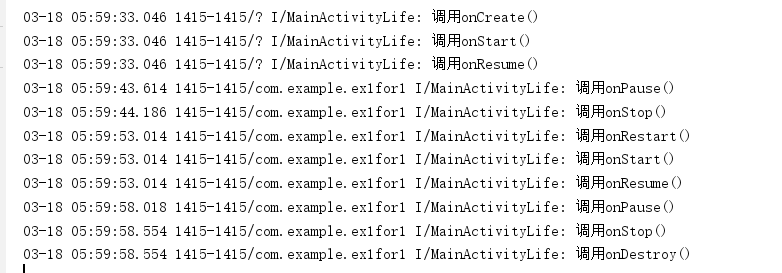 03-18 05:59:33.046 1415-1415/? I/MainActivityLife: 调用onCreate()
03-18 05:59:33.046 1415-1415/? I/MainActivityLife: 调用onStart()
03-18 05:59:33.046 1415-1415/? I/MainActivityLife: 调用onResume()
03-18 05:59:43.614 1415-1415/com.example.ex1for1 I/MainActivityLife: 调用onPause()
03-18 05:59:44.186 1415-1415/com.example.ex1for1 I/MainActivityLife: 调用onStop()
03-18 05:59:53.014 1415-1415/com.example.ex1for1 I/MainActivityLife: 调用onRestart()
03-18 05:59:53.014 1415-1415/com.example.ex1for1 I/MainActivityLife: 调用onStart()
03-18 05:59:53.014 1415-1415/com.example.ex1for1 I/MainActivityLife: 调用onResume()
03-18 05:59:58.018 1415-1415/com.example.ex1for1 I/MainActivityLife: 调用onPause()
03-18 05:59:58.554 1415-1415/com.example.ex1for1 I/MainActivityLife: 调用onStop()
03-18 05:59:58.554 1415-1415/com.example.ex1for1 I/MainActivityLife: 调用onDestroy()